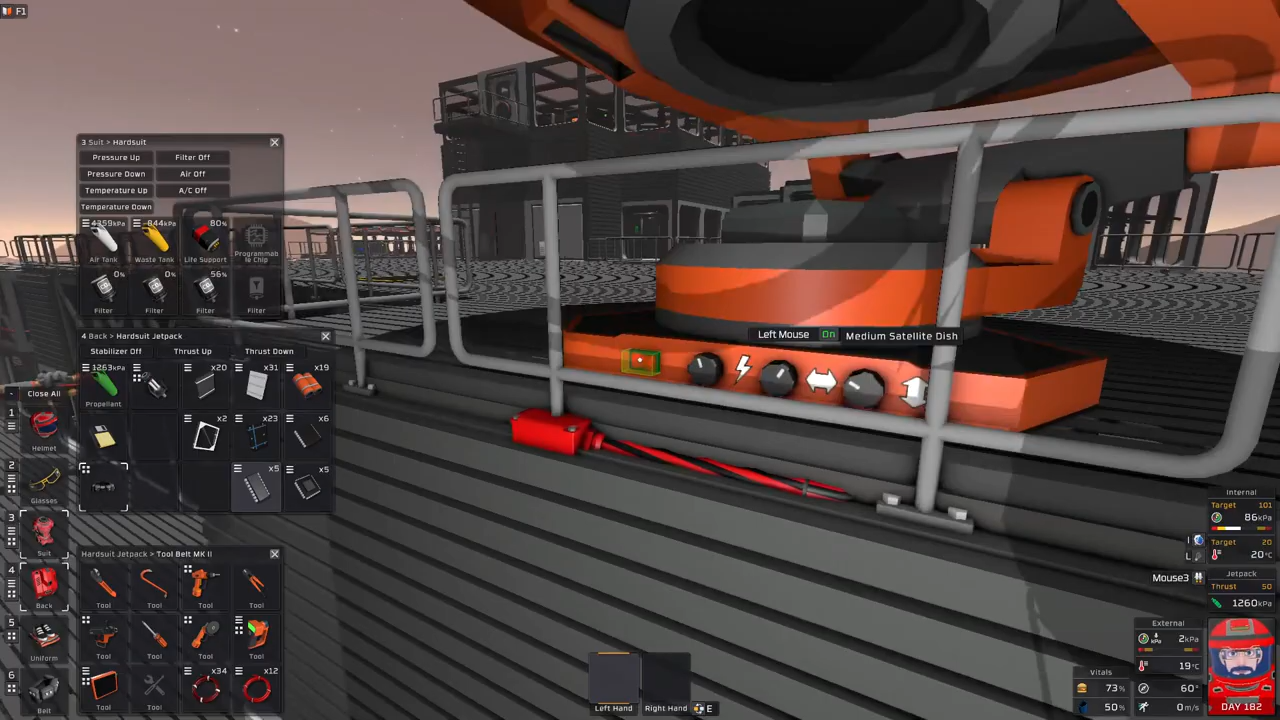 F1
3 Suit > Hardsuit
Pressure Up
Filter Off
Pressure Down
Air Off
Temperature Up
A/C Off
Temperature Down
4359kPa
844kPa
80%
Air Tank
Waste Tank
Life Support
Programmab
le Chip
0%
0%
56%
Filter
Filter
Filter
Filter
4 Back > Hardsuit Jetpack
Stabilizer Off
Thrust Up
Thrust Down
1263kPa
x20
x31
x19
Propellant
x2
x23
x6
x5
x5
Close All
1
Helmet
2
Glasses
3
Suit
4
Back
5
Uniform
6
Belt
Hardsuit Jetpack > Tool Belt MK II
Tool
Tool
Tool
Tool
Tool
Tool
Tool
Tool
x34
x12
Tool
Tool
Tool
Tool
Left Mouse
On
Medium Satellite Dish
Left Hand
Right Hand
E
Internal
Target 101
86kPa
Target 20
20°C
Mouse3
Jetpack
Thrust 50
1260kPa
External
kPa
2kPa
19°C
Vitals
73%
60°
50%
0m/s
DAY 182